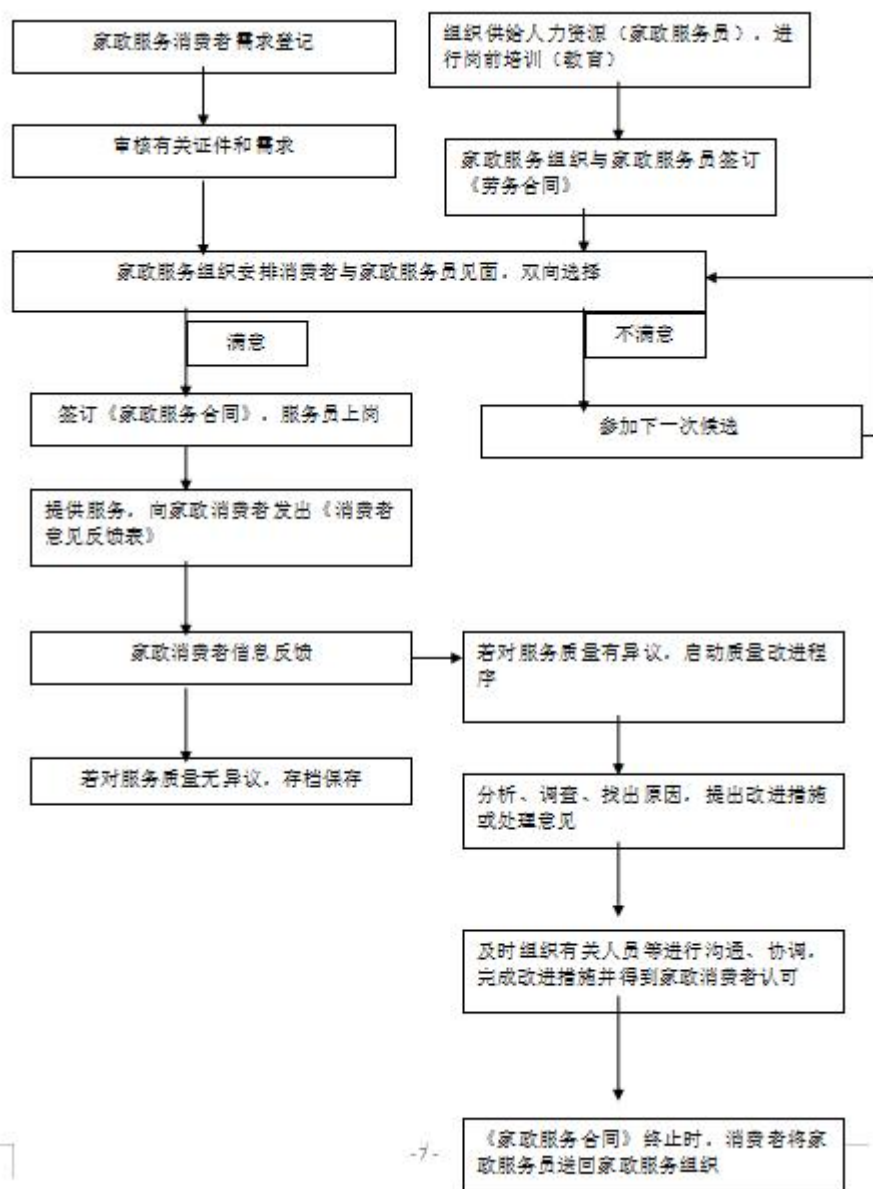 家政服务消费者需求登记
组织供给人力资源（家政服务员），进
行岗前培训（教育）
审核有关证件和需求
家政服务组织与家政服务员签订
《劳务合同》
家政服务组织安排消费者与家政服务员见面，双向选择
满意
不满意
签订《家政服务合同》，服务员上岗
参加下一次候选
提供服务，向家政消费者发出《消费者
意见反馈表》
家政消费者信息反馈
若对服务质量有异议，启动质量改进程
序
若对服务质量无异议，存档保存
分析、调查、找出原因，提出改进措施
或处理意见
及时组织有关人员等进行沟通、协调，
完成改进措施并得到家政消费者认可
《家政服务合同》终止时，消费者将家
政服务员送回家政服务组织
-7-